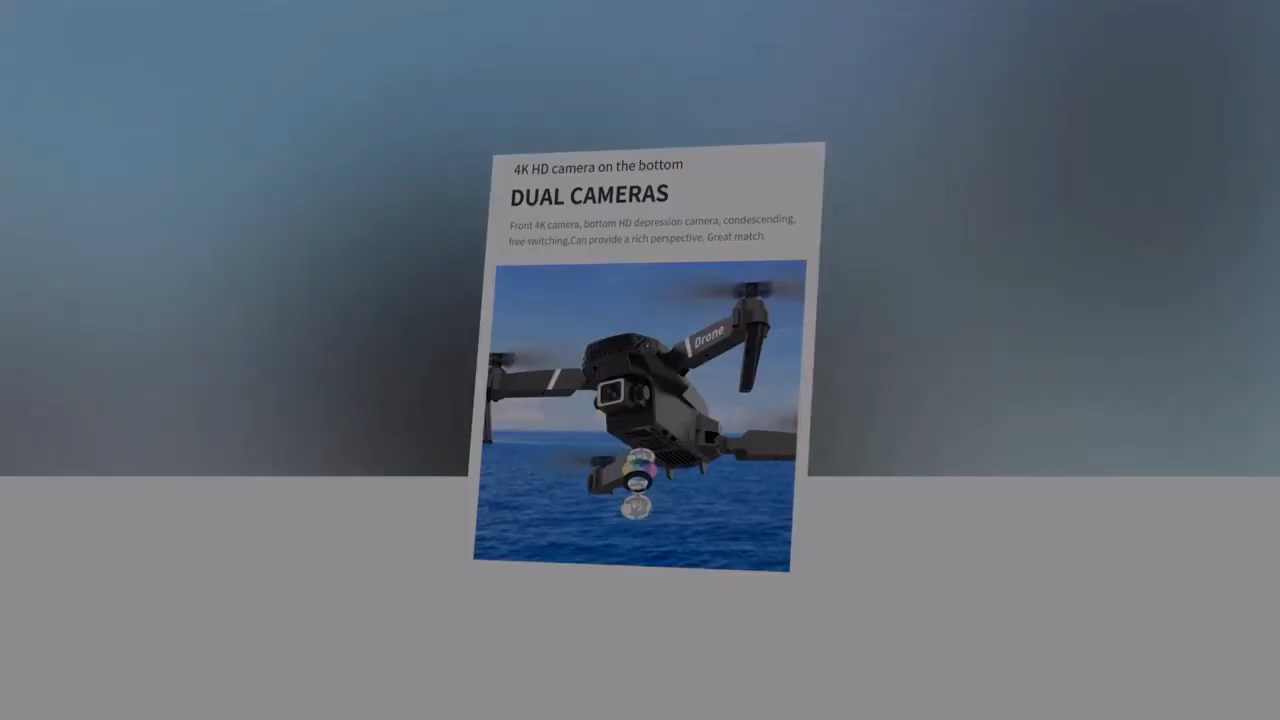 4K HD camera on the bottom
DUAL CAMERAS
Front 4K camera, bottom HD depression camera, condescending,
free switching,Can provide a rich perspective. Great match.
Drone